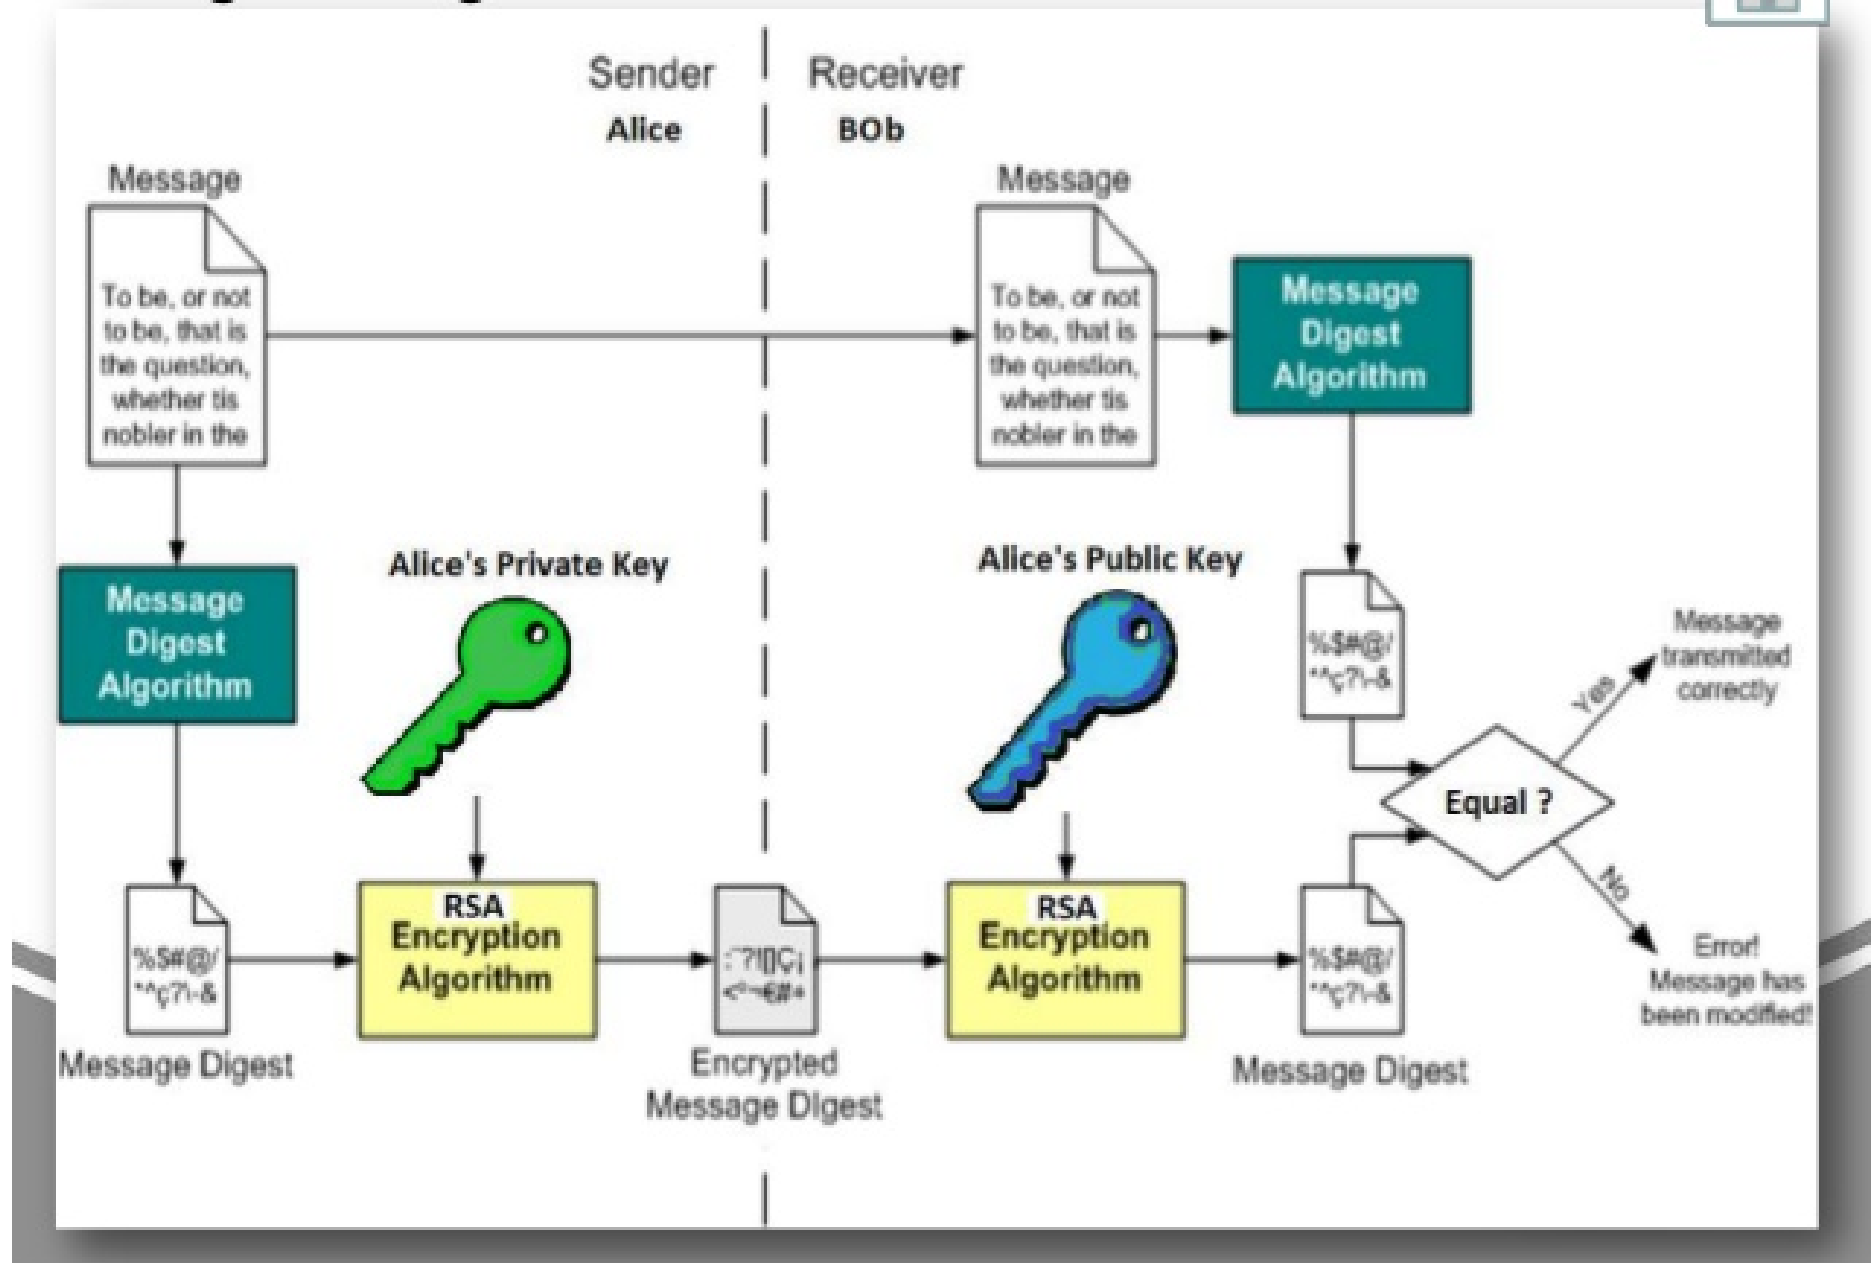 Sender
Alice
Receiver
BOb
Message
To be, or not
to be, that is
the question,
whether tis
nobler in the
Message
To be, or not
to be, that is
the question,
whether tis
nobler in the
Message
Digest
Algorithm
Message
Digest
Algorithm
Alice's Private Key
Alice's Public Key
%$#@/
*^ç?\-&
Message
transmitted
correctly
Yes
Equal ?
No
Error!
Message has
been modified!
%$#@/
*^ç?\-&
Message Digest
RSA
Encryption
Algorithm
Encrypted
Message DIgest
RSA
Encryption
Algorithm
%$#@/
*^ç?\-&
Message Digest